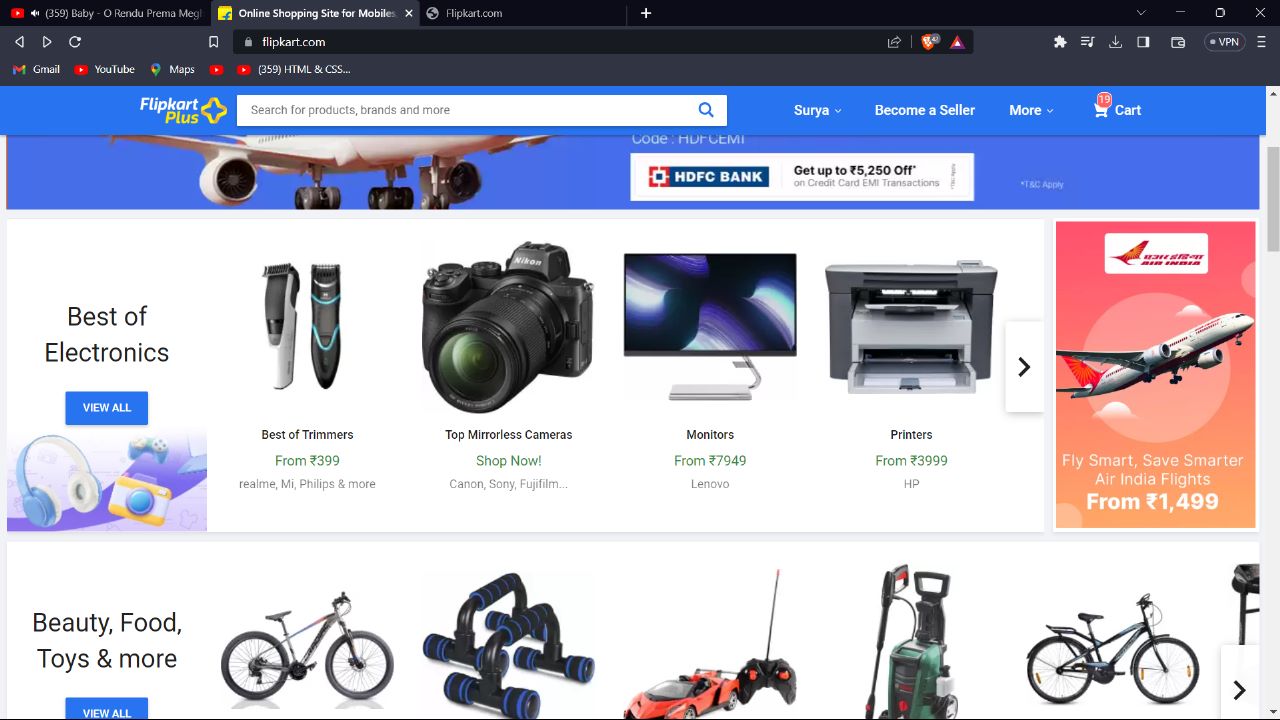 (359) Baby - O Rendu Prema Megh
Online Shopping Site for Mobiles,
Flipkart.com
flipkart.com
42
VPN
Gmail
YouTube
Maps
(359) HTML & CSS...
Flipkart
Plus
Search for products, brands and more
Surya
Become a Seller
More
19
Cart
Code : HDFCEMI
HDFC BANK
Get up to ₹5,250 Off*
on Credit Card EMI Transactions
*T&C Apply
Best of
Electronics
VIEW ALL
Nikon
Best of Trimmers
From ₹399
realme, Mi, Philips & more
Top Mirrorless Cameras
Shop Now!
Canon, Sony, Fujifilm...
Monitors
From ₹7949
Lenovo
Printers
From ₹3999
HP
एअर इंडिया
AIR INDIA
Fly Smart, Save Smarter
Air India Flights
From ₹1,499
Beauty, Food,
Toys & more
VIEW ALL